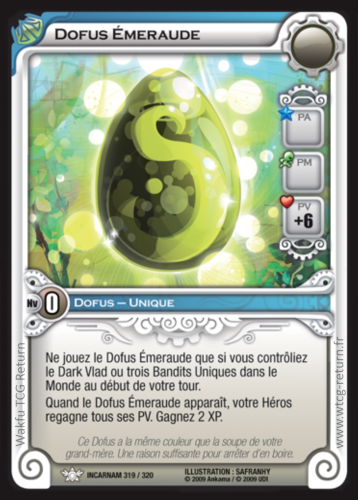 Dofus Émeraude
PA
PM
PV
+6
Nv 0 Dofus – Unique
Ne jouez le Dofus Émeraude que si vous contrôliez
le Dark Vlad ou trois Bandits Uniques dans le
Monde au début de votre tour.
Quand le Dofus Émeraude apparaît, votre Héros
regagne tous ses PV. Gagnez 2 XP.
Ce Dofus a la même couleur que la soupe de votre
grand-mère. Une raison suffisante pour arrêter d'en boire.
INCARNAM 319 / 320
ILLUSTRATION : SAFRANHY
© 2009 Ankama / © 2009 UDI
Wakfu TCG Return
www.wtcg-return.fr